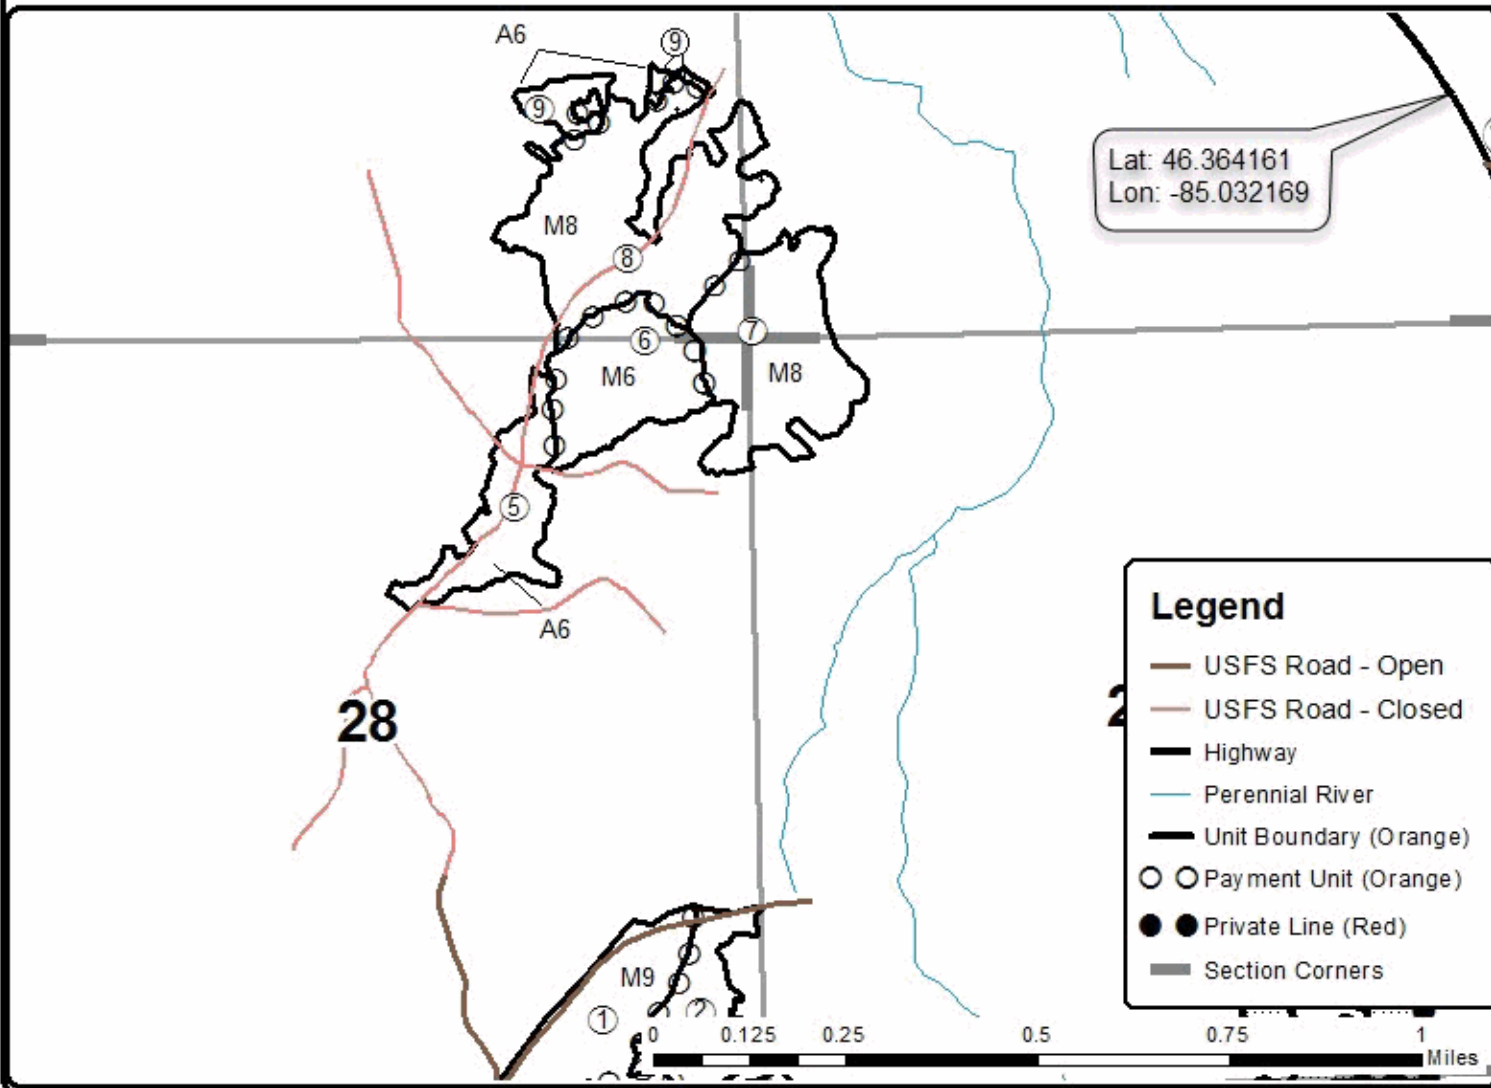 A6
9
9
Lat: 46.364161
Lon: -85.032169
M8
8
7
6
M6
M8
5
A6
28
2
Legend
USFS Road - Open
USFS Road - Closed
Highway
Perennial River
Unit Boundary (Orange)
Payment Unit (Orange)
Private Line (Red)
Section Corners
M9
1
2
0 0.125 0.25 0.5 0.75 1
Miles